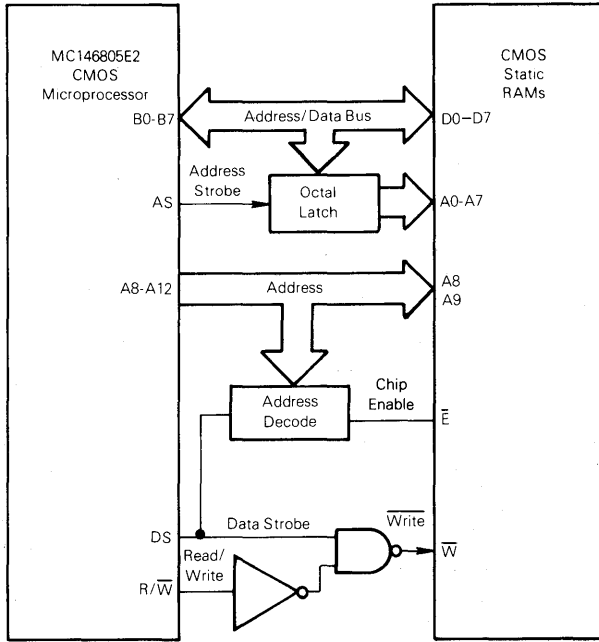 MC146805E2
CMOS
Microprocessor
CMOS
Static
RAMs
B0-B7
Address/Data Bus
D0-D7
Address
Strobe
AS
Octal
Latch
A0-A7
A8-A12
Address
A8
A9
Address
Decode
Chip
Enable
E̅
DS
Data Strobe
Read/
Write
R/W̅
W̅r̅i̅t̅e̅
W̅